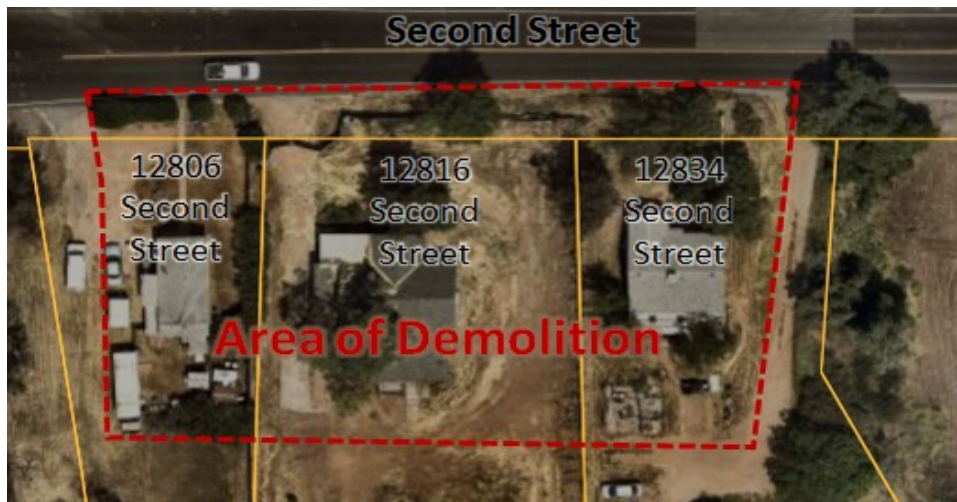 Second Street
12806
Second
Street
12816
Second
Street
12834
Second
Street
Area of Demolition